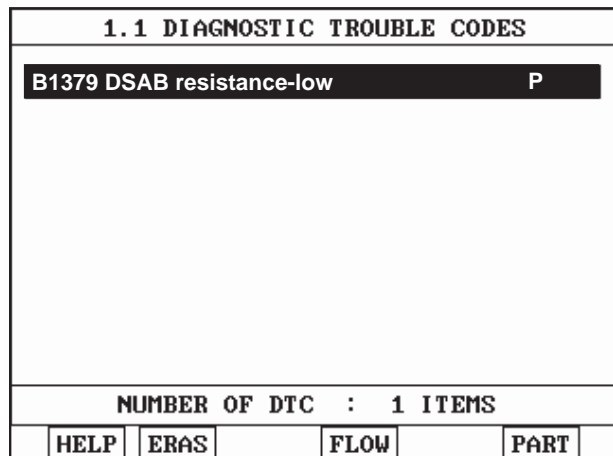 1.1 DIAGNOSTIC TROUBLE CODES
B1379 DSAB resistance-low P
NUMBER OF DTC : 1 ITEMS
HELP ERAS FLOW PART